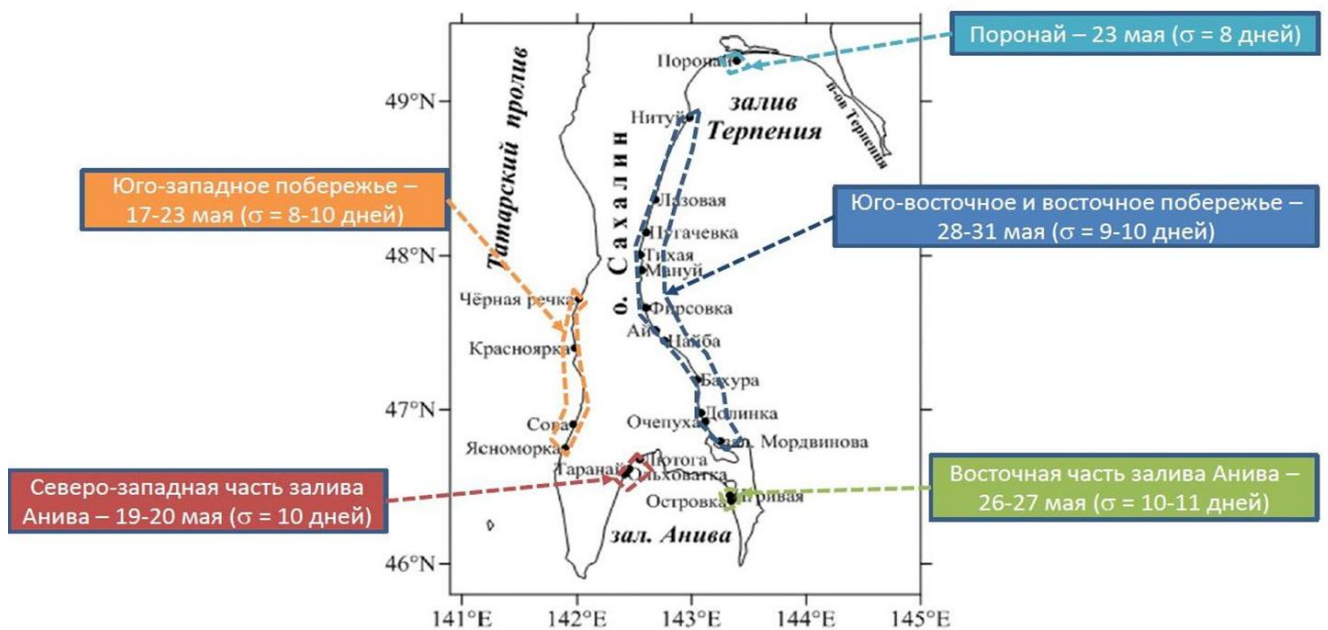 Поронай – 23 мая (σ = 8 дней)
Татарский пролив
Поронай
49°N
залив
Терпения
п-ов Терпения
Нитуй
Юго-западное побережье –
17-23 мая (σ = 8-10 дней)
о. Сахалин
Лазовая
Юго-восточное и восточное побережье –
28-31 мая (σ = 9-10 дней)
Пугачевка
48°N
Тихая
Мануй
Чёрная речка
Фирсовка
Ай
Найба
Красноярка
Бахура
47°N
Долинка
Сова
Очепуха
зал. Мордвинова
Ясноморка
Лютога
Таранай
Ольховатка
Северо-западная часть залива
Анива – 19-20 мая (σ = 10 дней)
Восточная часть залива Анива –
26-27 мая (σ = 10-11 дней)
Островка
Игривая
зал. Анива
46°N
141°E
142°E
143°E
144°E
145°E